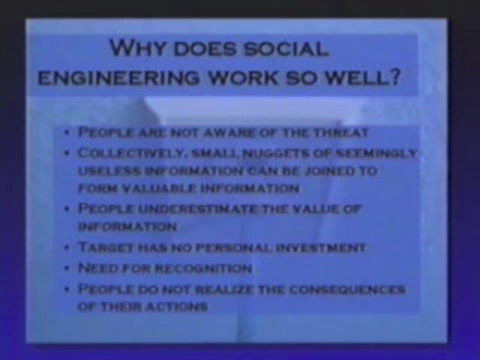 WHY DOES SOCIAL
ENGINEERING WORK SO WELL?
• PEOPLE ARE NOT AWARE OF THE THREAT
• COLLECTIVELY, SMALL NUGGETS OF SEEMINGLY
USELESS INFORMATION CAN BE JOINED TO
FORM VALUABLE INFORMATION
• PEOPLE UNDERESTIMATE THE VALUE OF
INFORMATION
• TARGET HAS NO PERSONAL INVESTMENT
• NEED FOR RECOGNITION
• PEOPLE DO NOT REALIZE THE CONSEQUENCES
OF THEIR ACTIONS